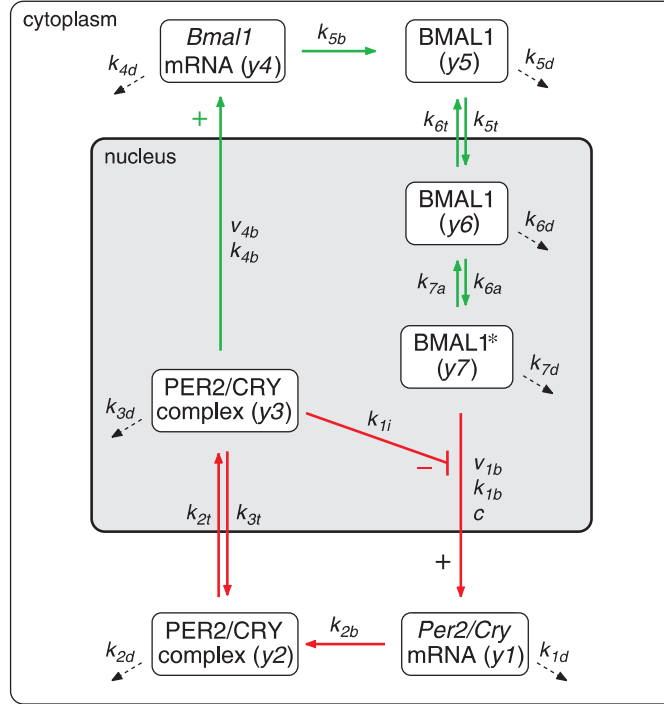 cytoplasm
Bmal1
mRNA (y4)
k5b
BMAL1
(y5)
k4d
k5d
+
k6t
k5t
nucleus
BMAL1
(y6)
k6d
v4b
k4b
k7a
k6a
BMAL1*
(y7)
k7d
PER2/CRY
complex (y3)
k3d
k1i
−
v1b
k1b
c
k2t
k3t
+
PER2/CRY
complex (y2)
k2b
Per2/Cry
mRNA (y1)
k2d
k1d